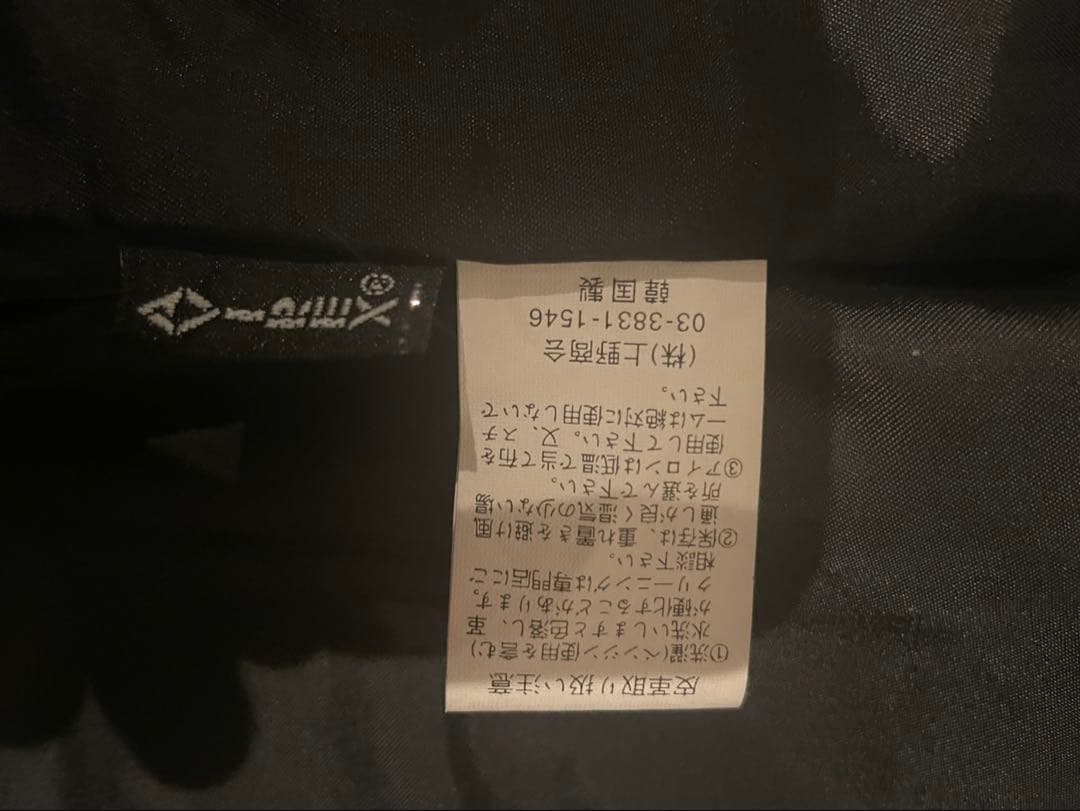 皮革取り扱い注意
①洗濯(ベンジン使用を含む)
水洗いしますと色落し、革
が硬化することがあります。
クリーニングは専門店にご
相談下さい。
②保存は、重れ置きを避け風
通しが良く湿気の少ない場
所を選んで下さい。
③アイロンは低温で当て布を
使用して下さい。又、スチ
ームは絶対に使用しないで
下さい。
(株)上野商会
03-3831-1546
韓国製